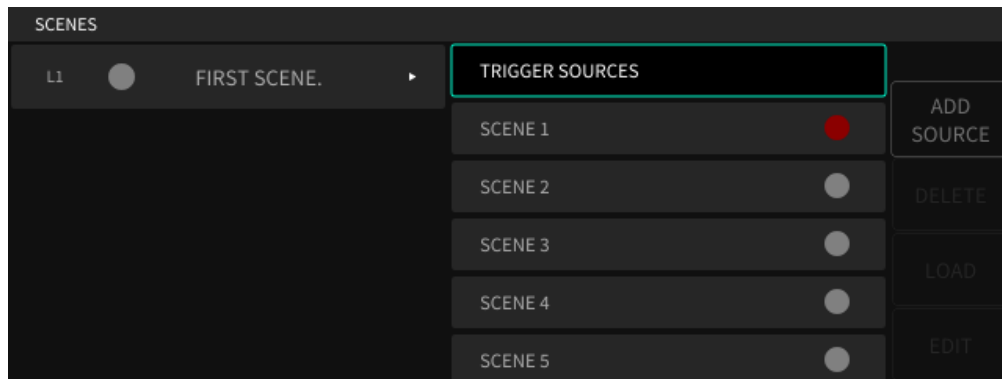 SCENES
L1 FIRST SCENE.
TRIGGER SOURCES
SCENE 1
SCENE 2
SCENE 3
SCENE 4
SCENE 5
ADD
SOURCE
DELETE
LOAD
EDIT